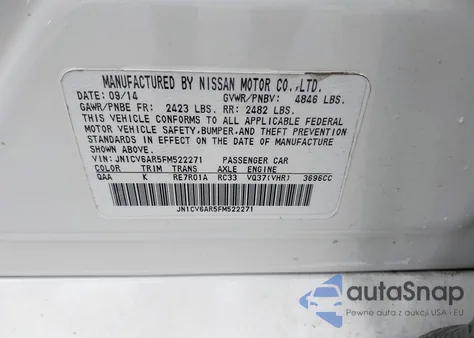 MANUFACTURED BY NISSAN MOTOR CO.,LTD.
DATE: 09/14 GVWR/PNBV: 4846 LBS.
GAWR/PNBE FR: 2423 LBS. RR: 2482 LBS.
THIS VEHICLE CONFORMS TO ALL APPLICABLE FEDERAL
MOTOR VEHICLE SAFETY,BUMPER,AND THEFT PREVENTION
STANDARDS IN EFFECT ON THE DATE OF MANUFACTURE
SHOWN ABOVE.
VIN: JN1CV6AR5FM522271 PASSENGER CAR
COLOR TRIM TRANS AXLE ENGINE
QAA K RE7R01A RC33 VQ37(VHR) 3696CC
JN1CV6AR5FM522271
autoSnap
Pewne auta z aukcji USA i EU